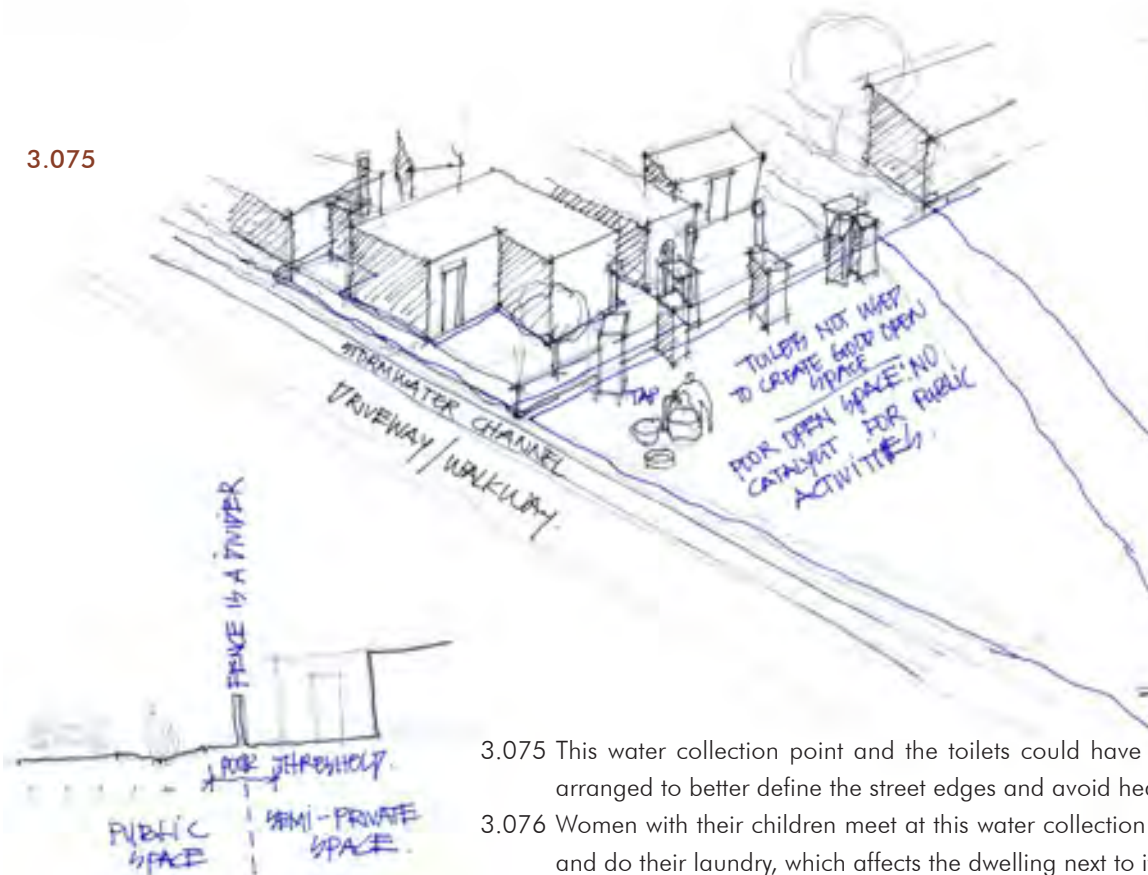 3.075
STORMWATER CHANNEL
DRIVEWAY/WALKWAY.
TAP
TOILETS NOT USED
TO CREATE GOOD OPEN
SPACE
POOR OPEN SPACE: NO
CATALYST FOR PUBLIC
ACTIVITIES.
FENCE IS A DIVIDER
POOR THRESHOLD.
PUBLIC
SPACE
SEMI-PRIVATE
SPACE.
3.075 This water collection point and the toilets could have
arranged to better define the street edges and avoid
3.076 Women with their children meet at this water collection
and do their laundry, which affects the dwelling next to